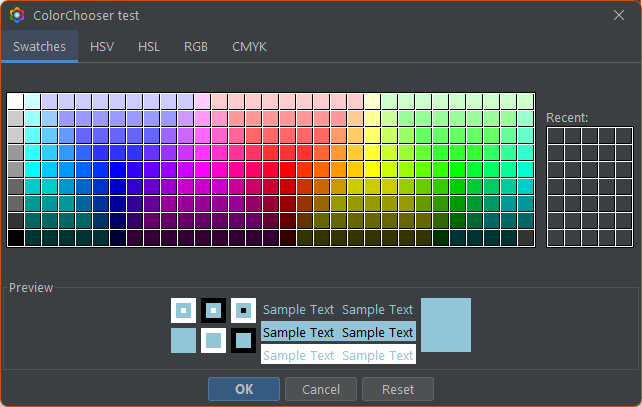 ColorChooser test
Swatches HSV HSL RGB CMYK
Recent:
Preview
Sample Text Sample Text
Sample Text Sample Text
Sample Text Sample Text
OK Cancel Reset